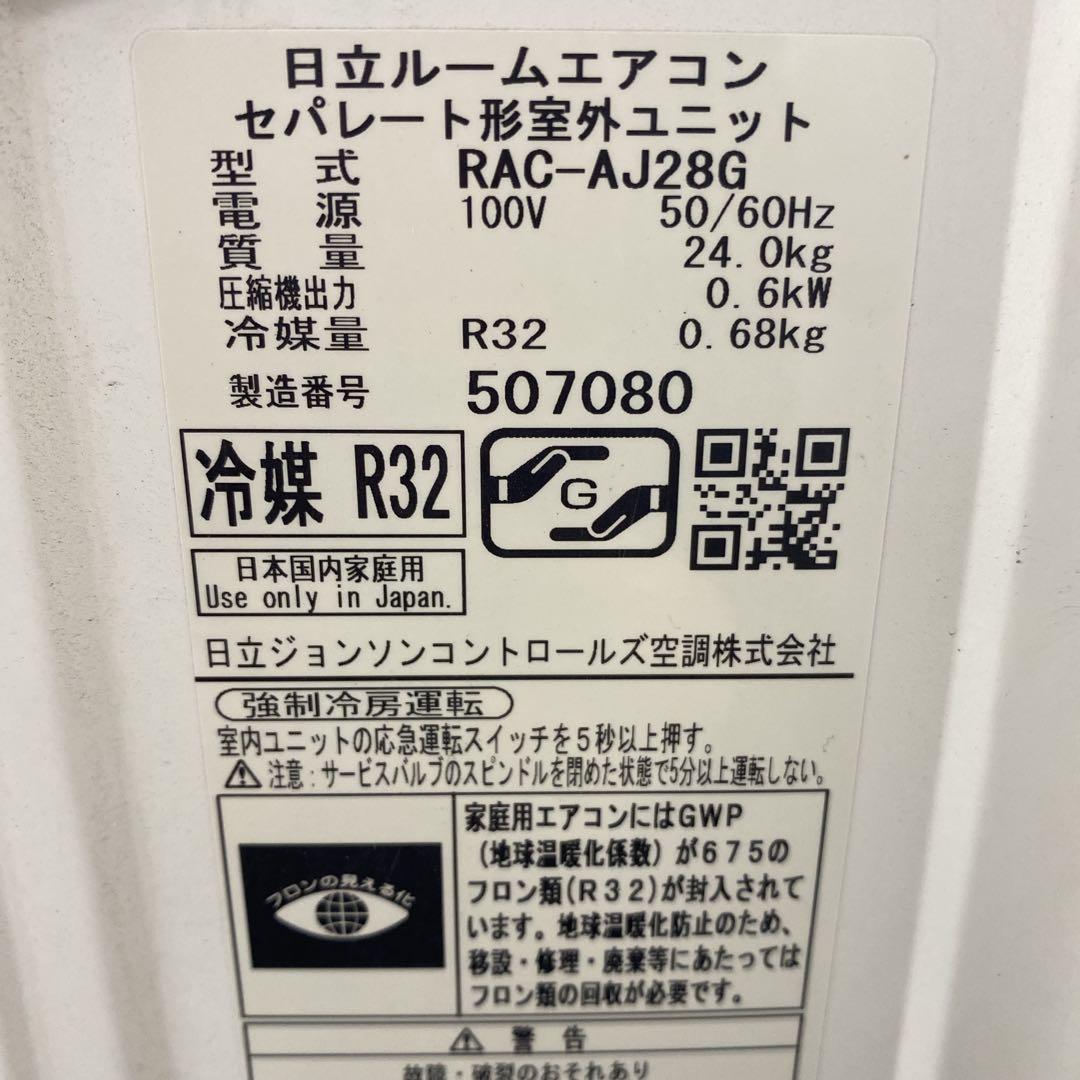 日立ルームエアコン
セパレート形室外ユニット
型式 RAC-AJ28G
電源 100V 50/60Hz
質量 24.0kg
圧縮機出力 0.6kW
冷媒量 R32 0.68kg
製造番号 507080
冷媒 R32
G
日本国内家庭用
Use only in Japan.
日立ジョンソンコントロールズ空調株式会社
強制冷房運転
室内ユニットの応急運転スイッチを5秒以上押す。
注意：サービスバルブのスピンドルを閉めた状態で5分以上運転しない。
フロンの見える化
家庭用エアコンにはGWP
（地球温暖化係数）が675の
フロン類(R32)が封入されて
います。地球温暖化防止のため、
移設・修理・廃棄等にあたっては
フロン類の回収が必要です。
警告
故障・破裂のおそれあり